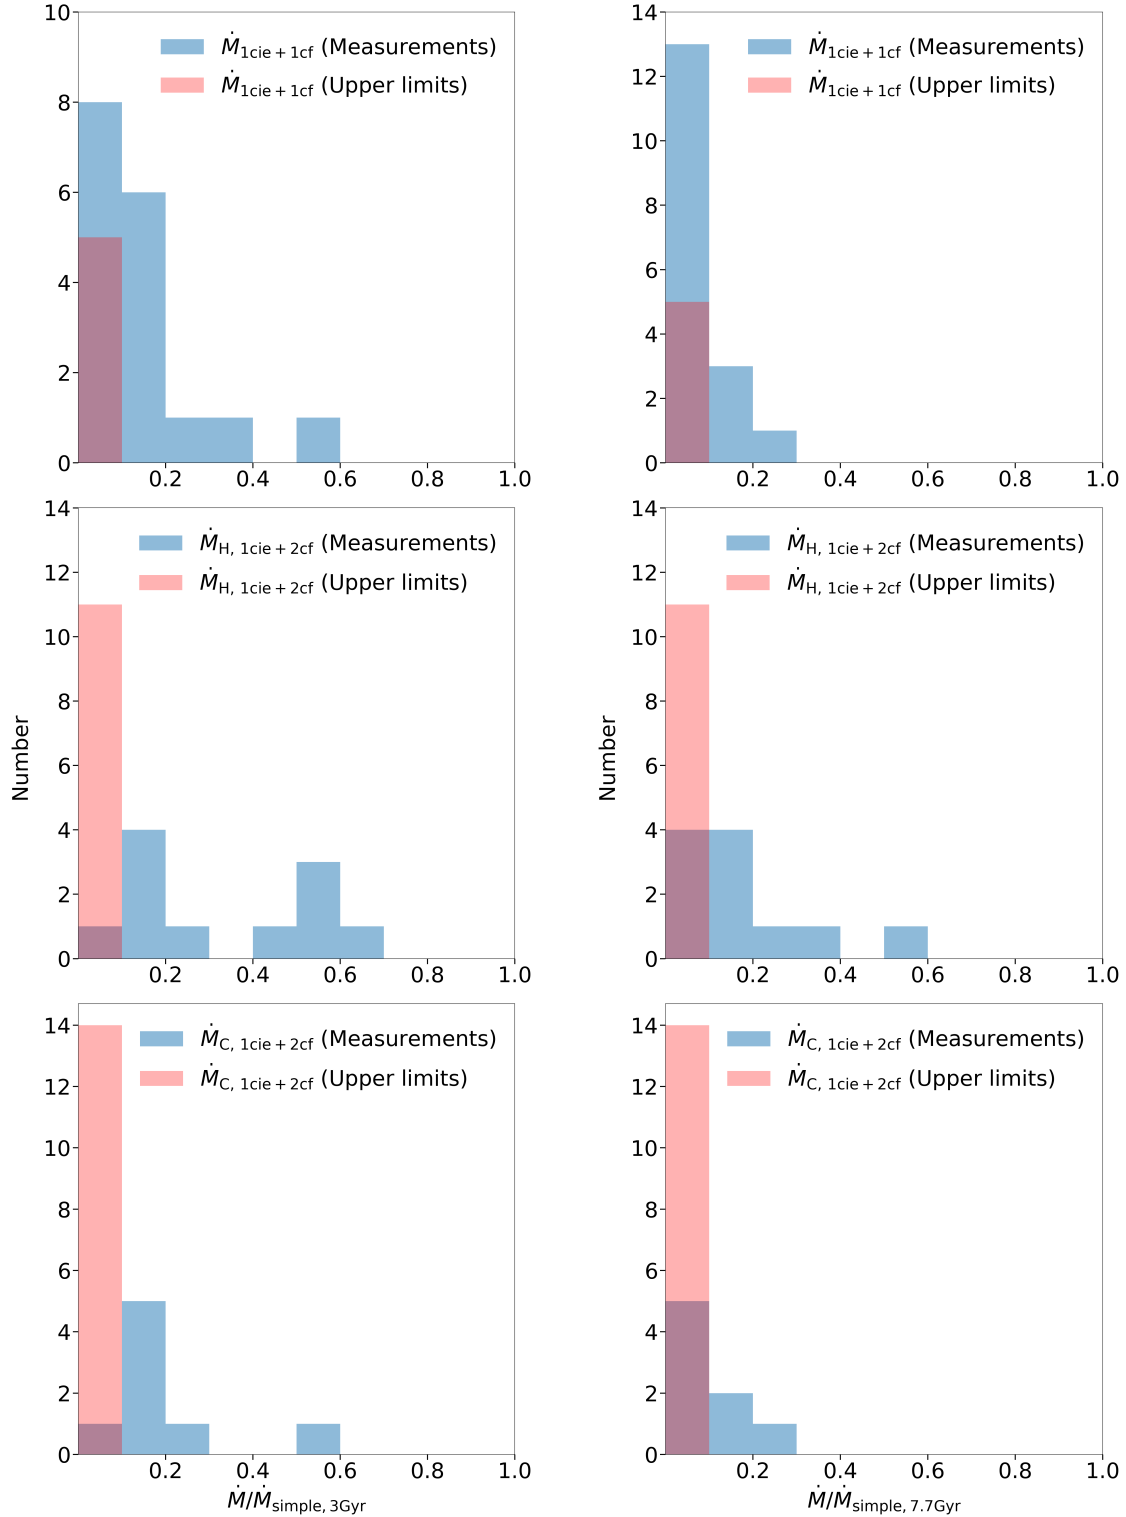 10
8
6
4
2
0
Ṁ1cie + 1cf (Measurements)
Ṁ1cie + 1cf (Upper limits)
0.2 0.4 0.6 0.8 1.0
14
12
10
8
6
4
2
0
Ṁ1cie + 1cf (Measurements)
Ṁ1cie + 1cf (Upper limits)
0.2 0.4 0.6 0.8 1.0
Number
14
12
10
8
6
4
2
0
ṀH, 1cie + 2cf (Measurements)
ṀH, 1cie + 2cf (Upper limits)
0.2 0.4 0.6 0.8 1.0
Number
14
12
10
8
6
4
2
0
ṀH, 1cie + 2cf (Measurements)
ṀH, 1cie + 2cf (Upper limits)
0.2 0.4 0.6 0.8 1.0
14
12
10
8
6
4
2
0
ṀC, 1cie + 2cf (Measurements)
ṀC, 1cie + 2cf (Upper limits)
0.2 0.4 0.6 0.8 1.0
Ṁ/Ṁsimple, 3Gyr
14
12
10
8
6
4
2
0
ṀC, 1cie + 2cf (Measurements)
ṀC, 1cie + 2cf (Upper limits)
0.2 0.4 0.6 0.8 1.0
Ṁ/Ṁsimple, 7.7Gyr